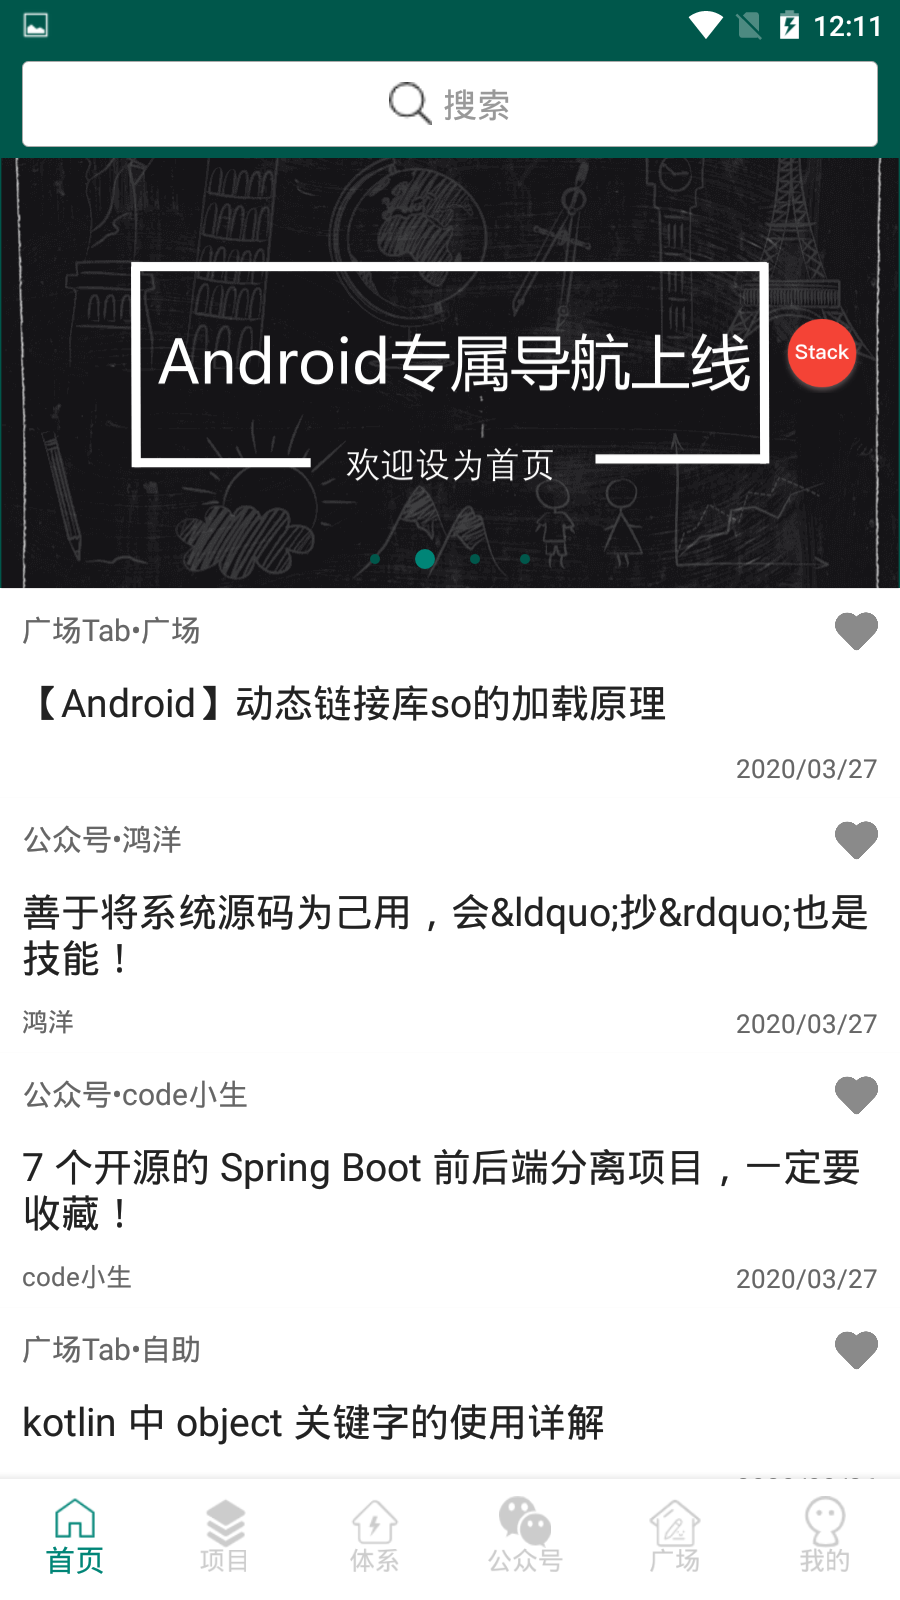 12:11
搜索
Android专属导航上线
Stack
欢迎设为首页
广场Tab•广场
【Android】动态链接库so的加载原理
2020/03/27
公众号•鸿洋
善于将系统源码为己用，会&ldquo;抄&rdquo;也是
技能！
鸿洋
2020/03/27
公众号•code小生
7 个开源的 Spring Boot 前后端分离项目，一定要
收藏！
code小生
2020/03/27
广场Tab•自助
kotlin 中 object 关键字的使用详解
首页
项目
体系
公众号
广场
我的